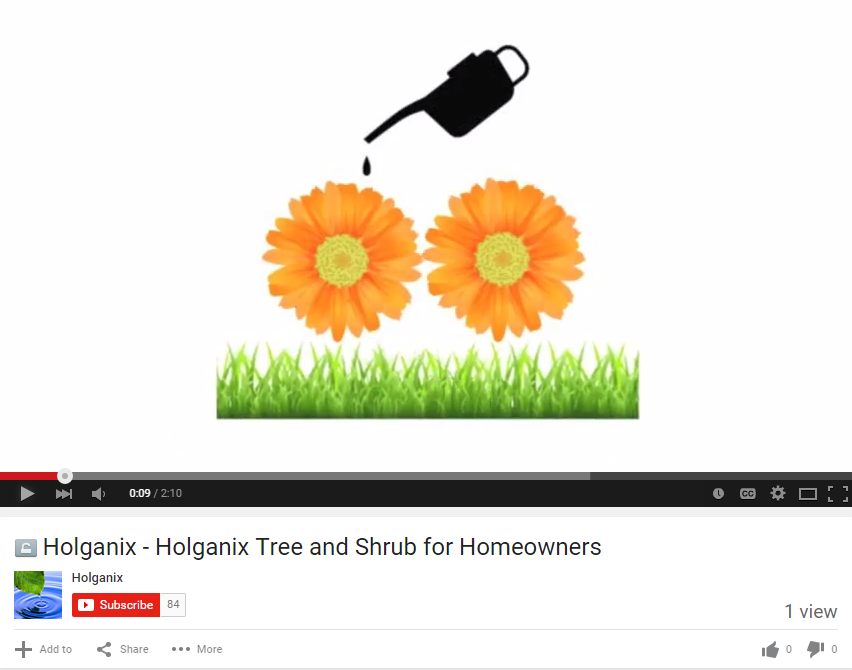 0:09 / 2:10
CC
Holganix - Holganix Tree and Shrub for Homeowners
Holganix
Subscribe 84
1 view
Add to Share More 0 0